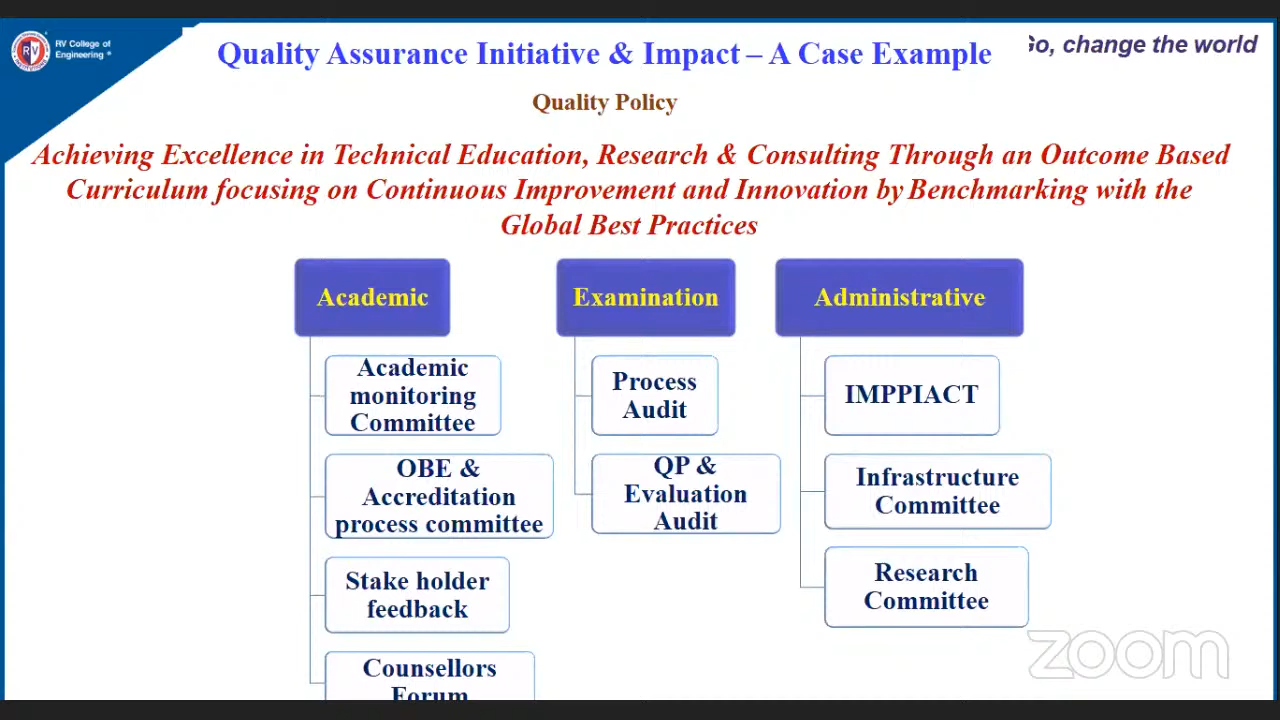 RV College of
Engineering
Quality Assurance Initiative & Impact – A Case Example
Go, change the world
Quality Policy
Achieving Excellence in Technical Education, Research & Consulting Through an Outcome Based
Curriculum focusing on Continuous Improvement and Innovation by Benchmarking with the
Global Best Practices
Academic
Academic
monitoring
Committee
OBE &
Accreditation
process committee
Stake holder
feedback
Counsellors
Forum
Examination
Process
Audit
QP &
Evaluation
Audit
Administrative
IMPPIACT
Infrastructure
Committee
Research
Committee
zoom